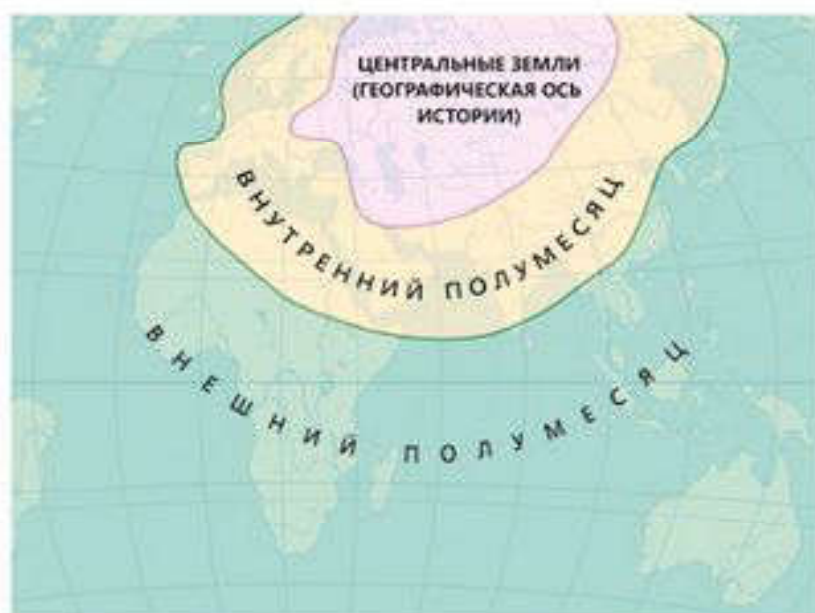 ЦЕНТРАЛЬНЫЕ ЗЕМЛИ
(ГЕОГРАФИЧЕСКАЯ ОСЬ
ИСТОРИИ)
ВНУТРЕННИЙ ПОЛУМЕСЯЦ
ВНЕШНИЙ ПОЛУМЕСЯЦ